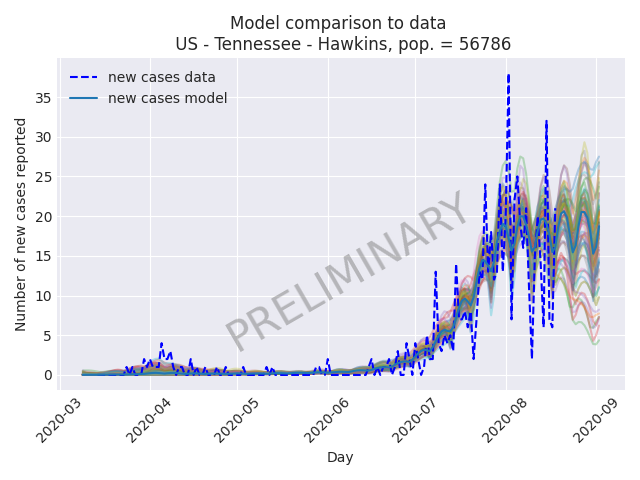 Model comparison to data
US - Tennessee - Hawkins, pop. = 56786
new cases data
new cases model
Number of new cases reported
35
30
25
20
15
10
5
0
PRELIMINARY
2020-03
2020-04
2020-05
2020-06
2020-07
2020-08
2020-09
Day